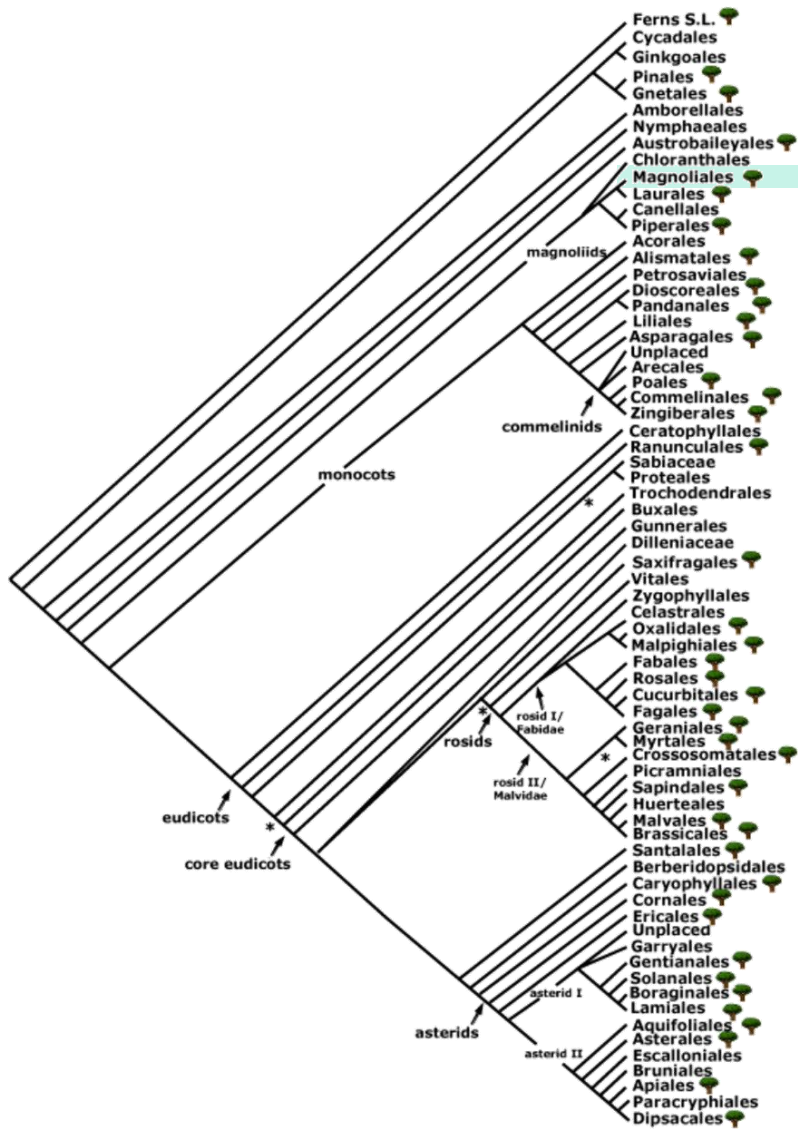 Ferns S.L.
Cycadales
Ginkgoales
Pinales
Gnetales
Amborellales
Nymphaeales
Austrobaileyales
Chloranthales
Magnoliales
Laurales
Canellales
Piperales
magnoliids
Acorales
Alismatales
Petrosaviales
Dioscoreales
Pandanales
Liliales
Asparagales
Unplaced
Arecales
Poales
Commelinales
Zingiberales
commelinids
Ceratophyllales
Ranunculales
Sabiaceae
monocots
Proteales
Trochodendrales
*
Buxales
Gunnerales
Dilleniaceae
Saxifragales
Vitales
Zygophyllales
Celastrales
Oxalidales
Malpighiales
Fabales
Rosales
Cucurbitales
Fagales
*
rosid I/
Fabidae
rosids
Geraniales
Myrtales
Crossosomatales
*
Picramniales
rosid II/
Malvidae
Sapindales
Huerteales
Malvales
Brassicales
eudicots
*
core eudicots
Santalales
Berberidopsidales
Caryophyllales
Cornales
Ericales
Unplaced
Garryales
Gentianales
Solanales
asterid I
Boraginales
Lamiales
asterids
Aquifoliales
Asterales
asterid II
Escalloniales
Bruniales
Apiales
Paracryphiales
Dipsacales